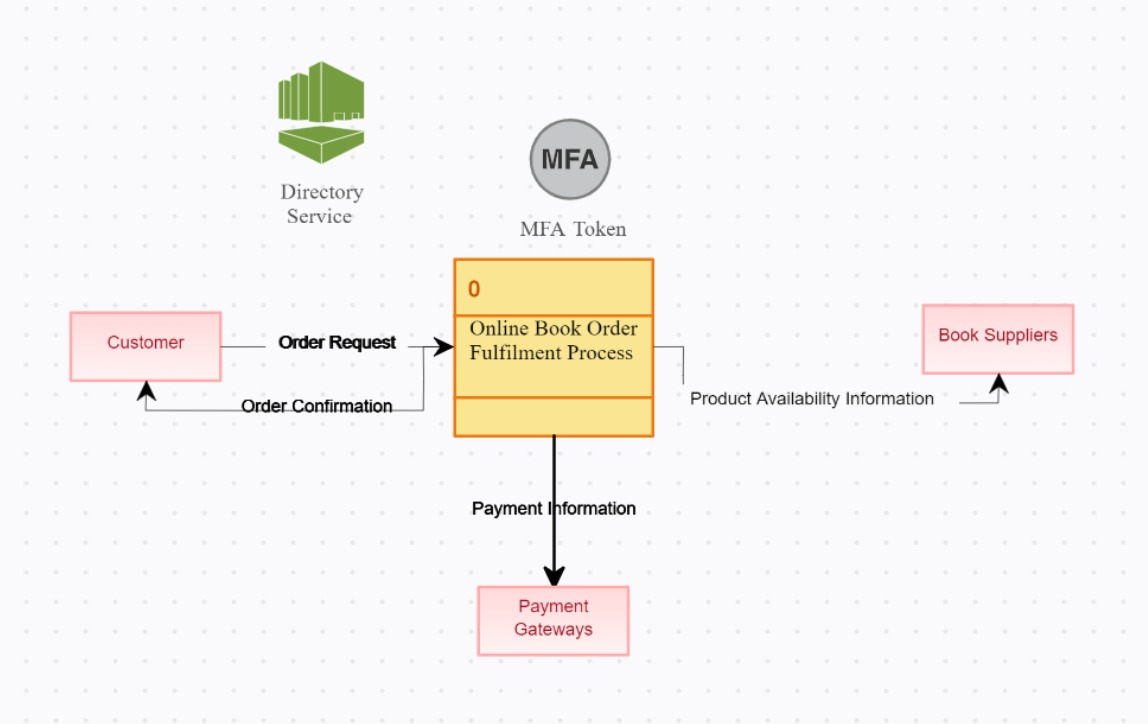 Directory
Service
MFA
MFA Token
0
Online Book Order
Fulfilment Process
Customer
Order Request
Order Confirmation
Book Suppliers
Product Availability Information
Payment Information
Payment
Gateways